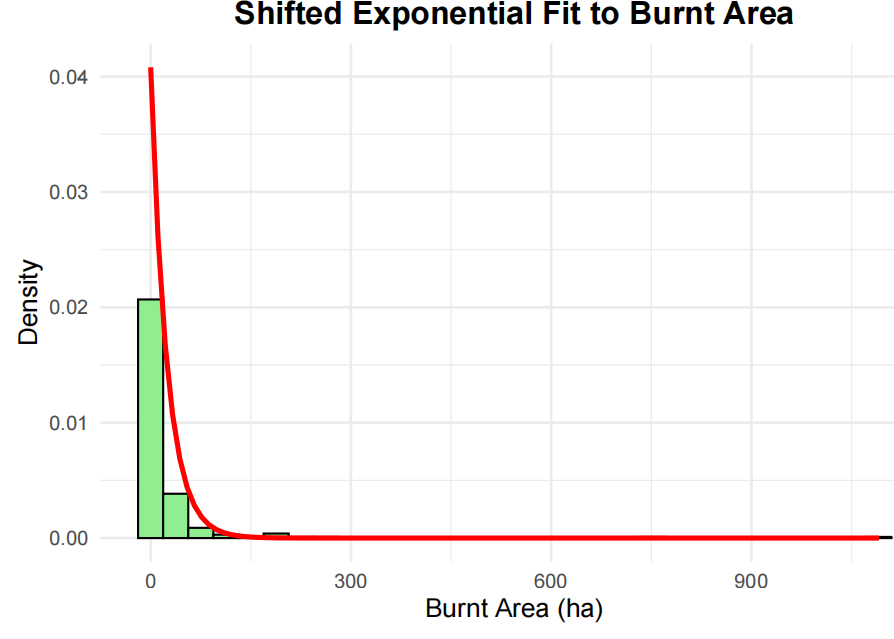 Shifted Exponential Fit to Burnt Area
Density
0.04
0.03
0.02
0.01
0.00
0 300 600 900
Burnt Area (ha)